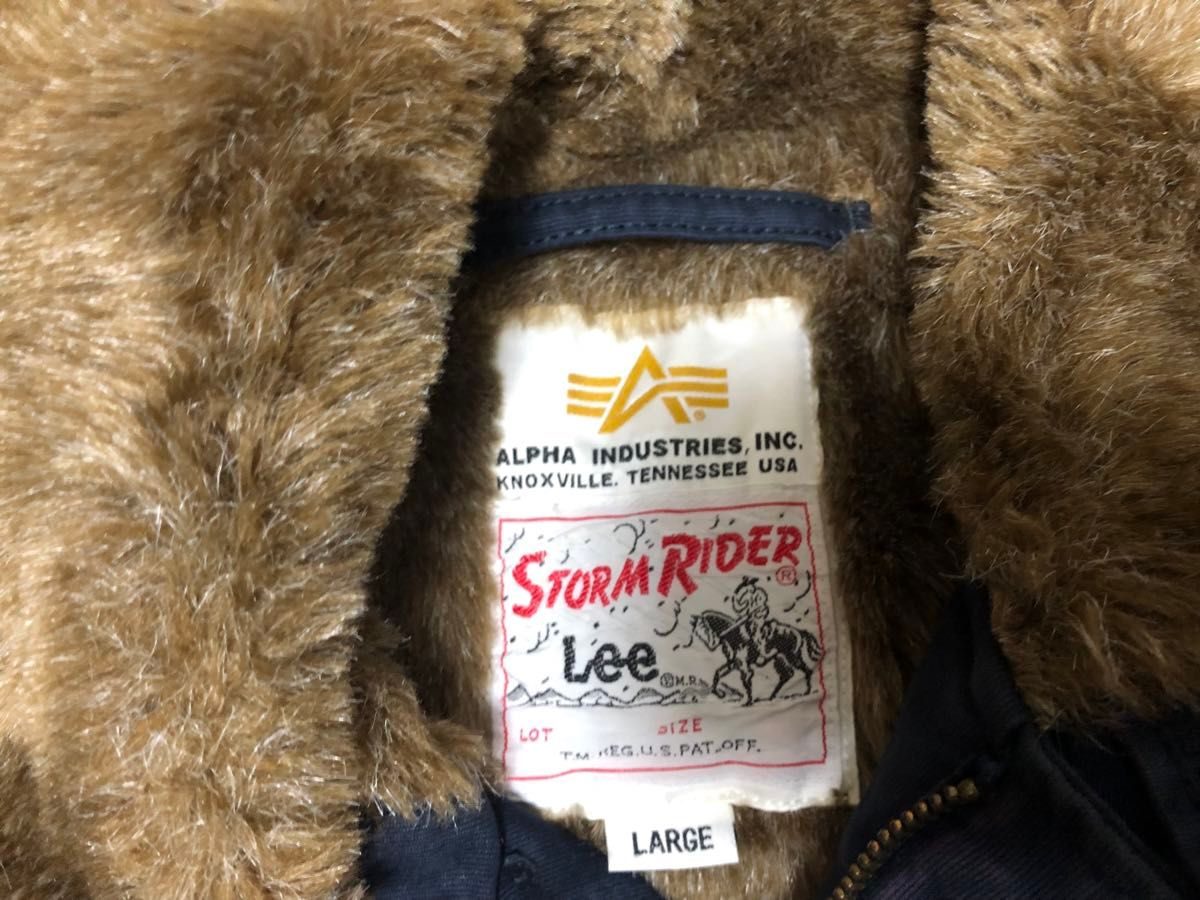 ALPHA INDUSTRIES, INC.
KNOXVILLE, TENNESSEE USA
STORM RIDER ®
Lee ® M.R.
LOT SIZE
T.M. REG. U.S. PAT. OFF.
LARGE